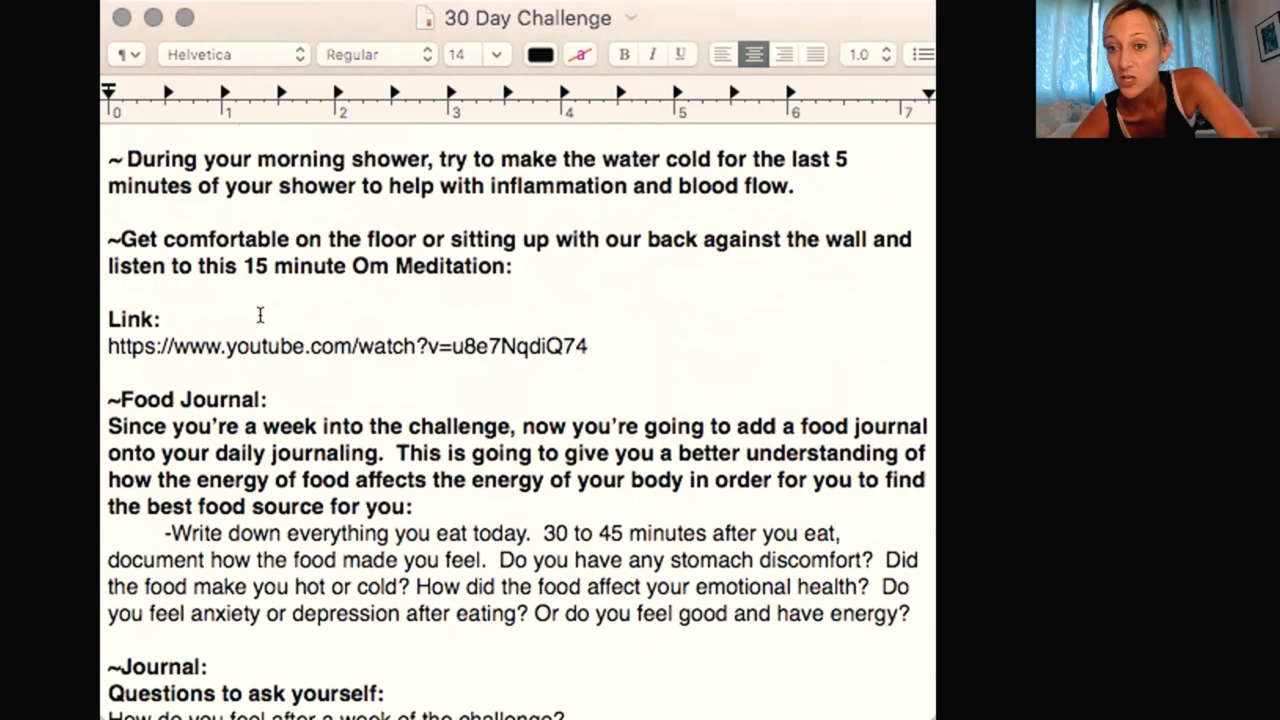 30 Day Challenge
¶ Helvetica Regular 14 a B I U 1.0
0 1 2 3 4 5 6 7
~ During your morning shower, try to make the water cold for the last 5
minutes of your shower to help with inflammation and blood flow.
~Get comfortable on the floor or sitting up with our back against the wall and
listen to this 15 minute Om Meditation:
Link:
https://www.youtube.com/watch?v=u8e7NqdiQ74
~Food Journal:
Since you’re a week into the challenge, now you’re going to add a food journal
onto your daily journaling.  This is going to give you a better understanding of
how the energy of food affects the energy of your body in order for you to find
the best food source for you:
-Write down everything you eat today.  30 to 45 minutes after you eat,
document how the food made you feel.  Do you have any stomach discomfort?  Did
the food make you hot or cold? How did the food affect your emotional health?  Do
you feel anxiety or depression after eating? Or do you feel good and have energy?
~Journal:
Questions to ask yourself:
How do you feel after a week of the challenge?